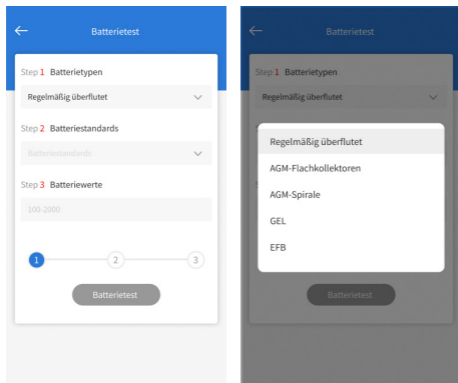 Batterietest
Step 1 Batterietypen
Regelmäßig überflutet
Step 2 Batteriestandards
Batteriestandards
Step 3 Batteriewerte
100-2000
1
2
3
Batterietest
Batterietest
Step 1 Batterietypen
Regelmäßig überflutet
Regelmäßig überflutet
AGM-Flachkollektoren
AGM-Spirale
GEL
EFB
Batterietest